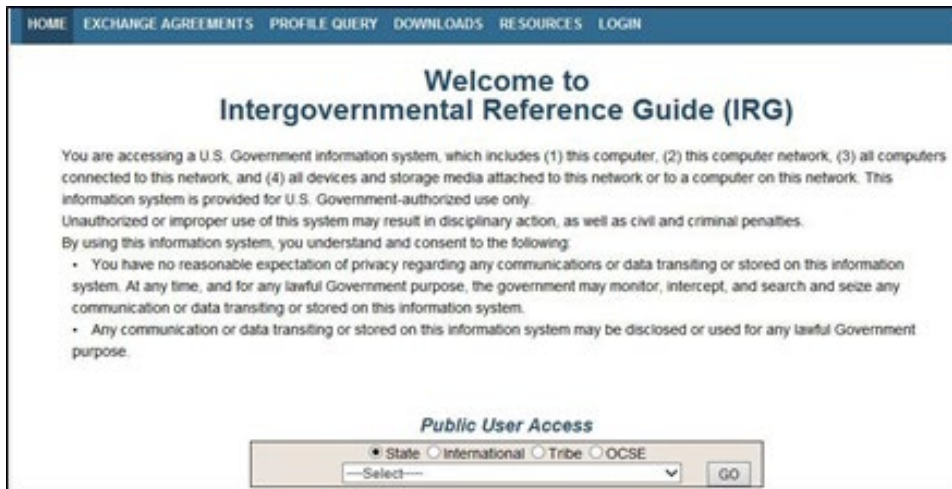 HOME EXCHANGE AGREEMENTS PROFILE QUERY DOWNLOADS RESOURCES LOGIN
Welcome to
Intergovernmental Reference Guide (IRG)
You are accessing a U.S. Government information system, which includes (1) this computer, (2) this computer network, (3) all computers
connected to this network, and (4) all devices and storage media attached to this network or to a computer on this network. This
information system is provided for U.S. Government-authorized use only.
Unauthorized or improper use of this system may result in disciplinary action, as well as civil and criminal penalties.
By using this information system, you understand and consent to the following:
• You have no reasonable expectation of privacy regarding any communications or data transiting or stored on this information
system. At any time, and for any lawful Government purpose, the government may monitor, intercept, and search and seize any
communication or data transiting or stored on this information system.
• Any communication or data transiting or stored on this information system may be disclosed or used for any lawful Government
purpose.
Public User Access
State International Tribe OCSE
----Select---- GO